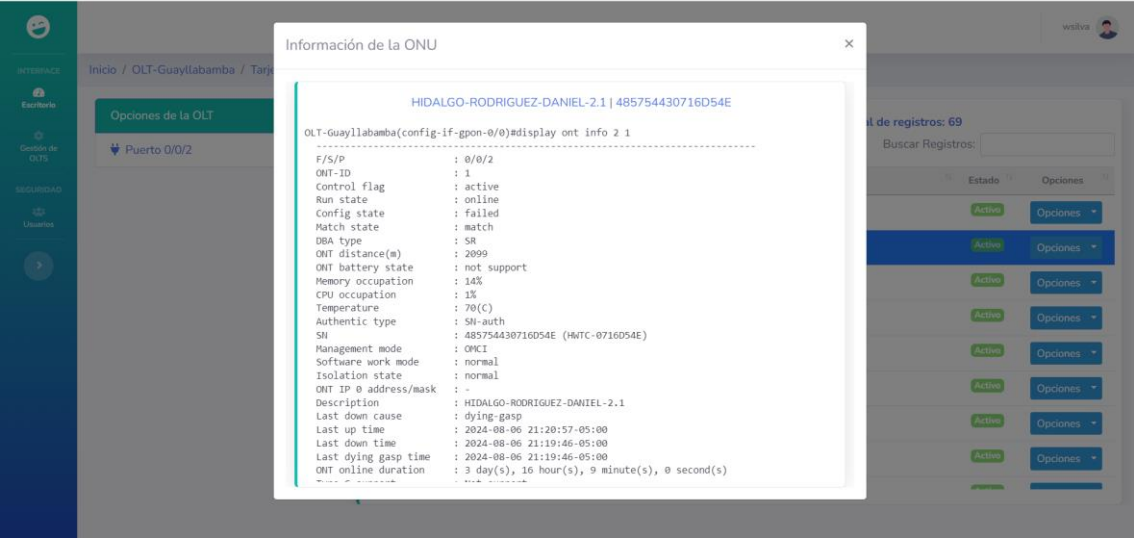 wsilva
Información de la ONU
×
INTERFACE
Escritorio
Gestión de
OLTS
SEGURIDAD
Usuarios
Inicio / OLT-Guayllabamba / Tarje
Opciones de la OLT
Puerto 0/0/2
HIDALGO-RODRIGUEZ-DANIEL-2.1 | 485754430716D54E
OLT-Guayllabamba(config-if-gpon-0/0)#display ont info 2 1
-----------------------------------------------------------------------------
F/S/P : 0/0/2
ONT-ID : 1
Control flag : active
Run state : online
Config state : failed
Match state : match
DBA type : SR
ONT distance(m) : 2099
ONT battery state : not support
Memory occupation : 14%
CPU occupation : 1%
Temperature : 70(C)
Authentic type : SN-auth
SN : 485754430716D54E (HWTC-0716D54E)
Management mode : OMCI
Software work mode : normal
Isolation state : normal
ONT IP 0 address/mask : -
Description : HIDALGO-RODRIGUEZ-DANIEL-2.1
Last down cause : dying-gasp
Last up time : 2024-08-06 21:20:57-05:00
Last down time : 2024-08-06 21:19:46-05:00
Last dying gasp time : 2024-08-06 21:19:46-05:00
ONT online duration : 3 day(s), 16 hour(s), 9 minute(s), 0 second(s)
al de registros: 69
Buscar Registros:
Estado Opciones
Activo Opciones
Activo Opciones
Activo Opciones
Activo Opciones
Activo Opciones
Activo Opciones
Activo Opciones
Activo Opciones